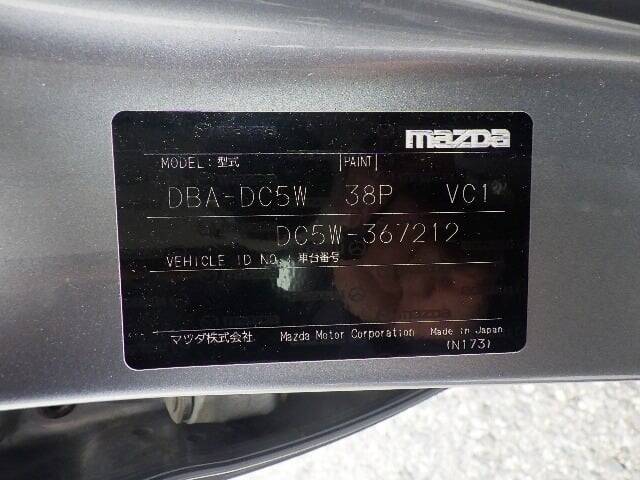 mazda
MODEL:型式 PAINT
DBA-DC5W 38P VC1
DC5W-367212
VEHICLE ID NO.:車台番号
マツダ株式会社 Mazda Motor Corporation Made in Japan
(N173)